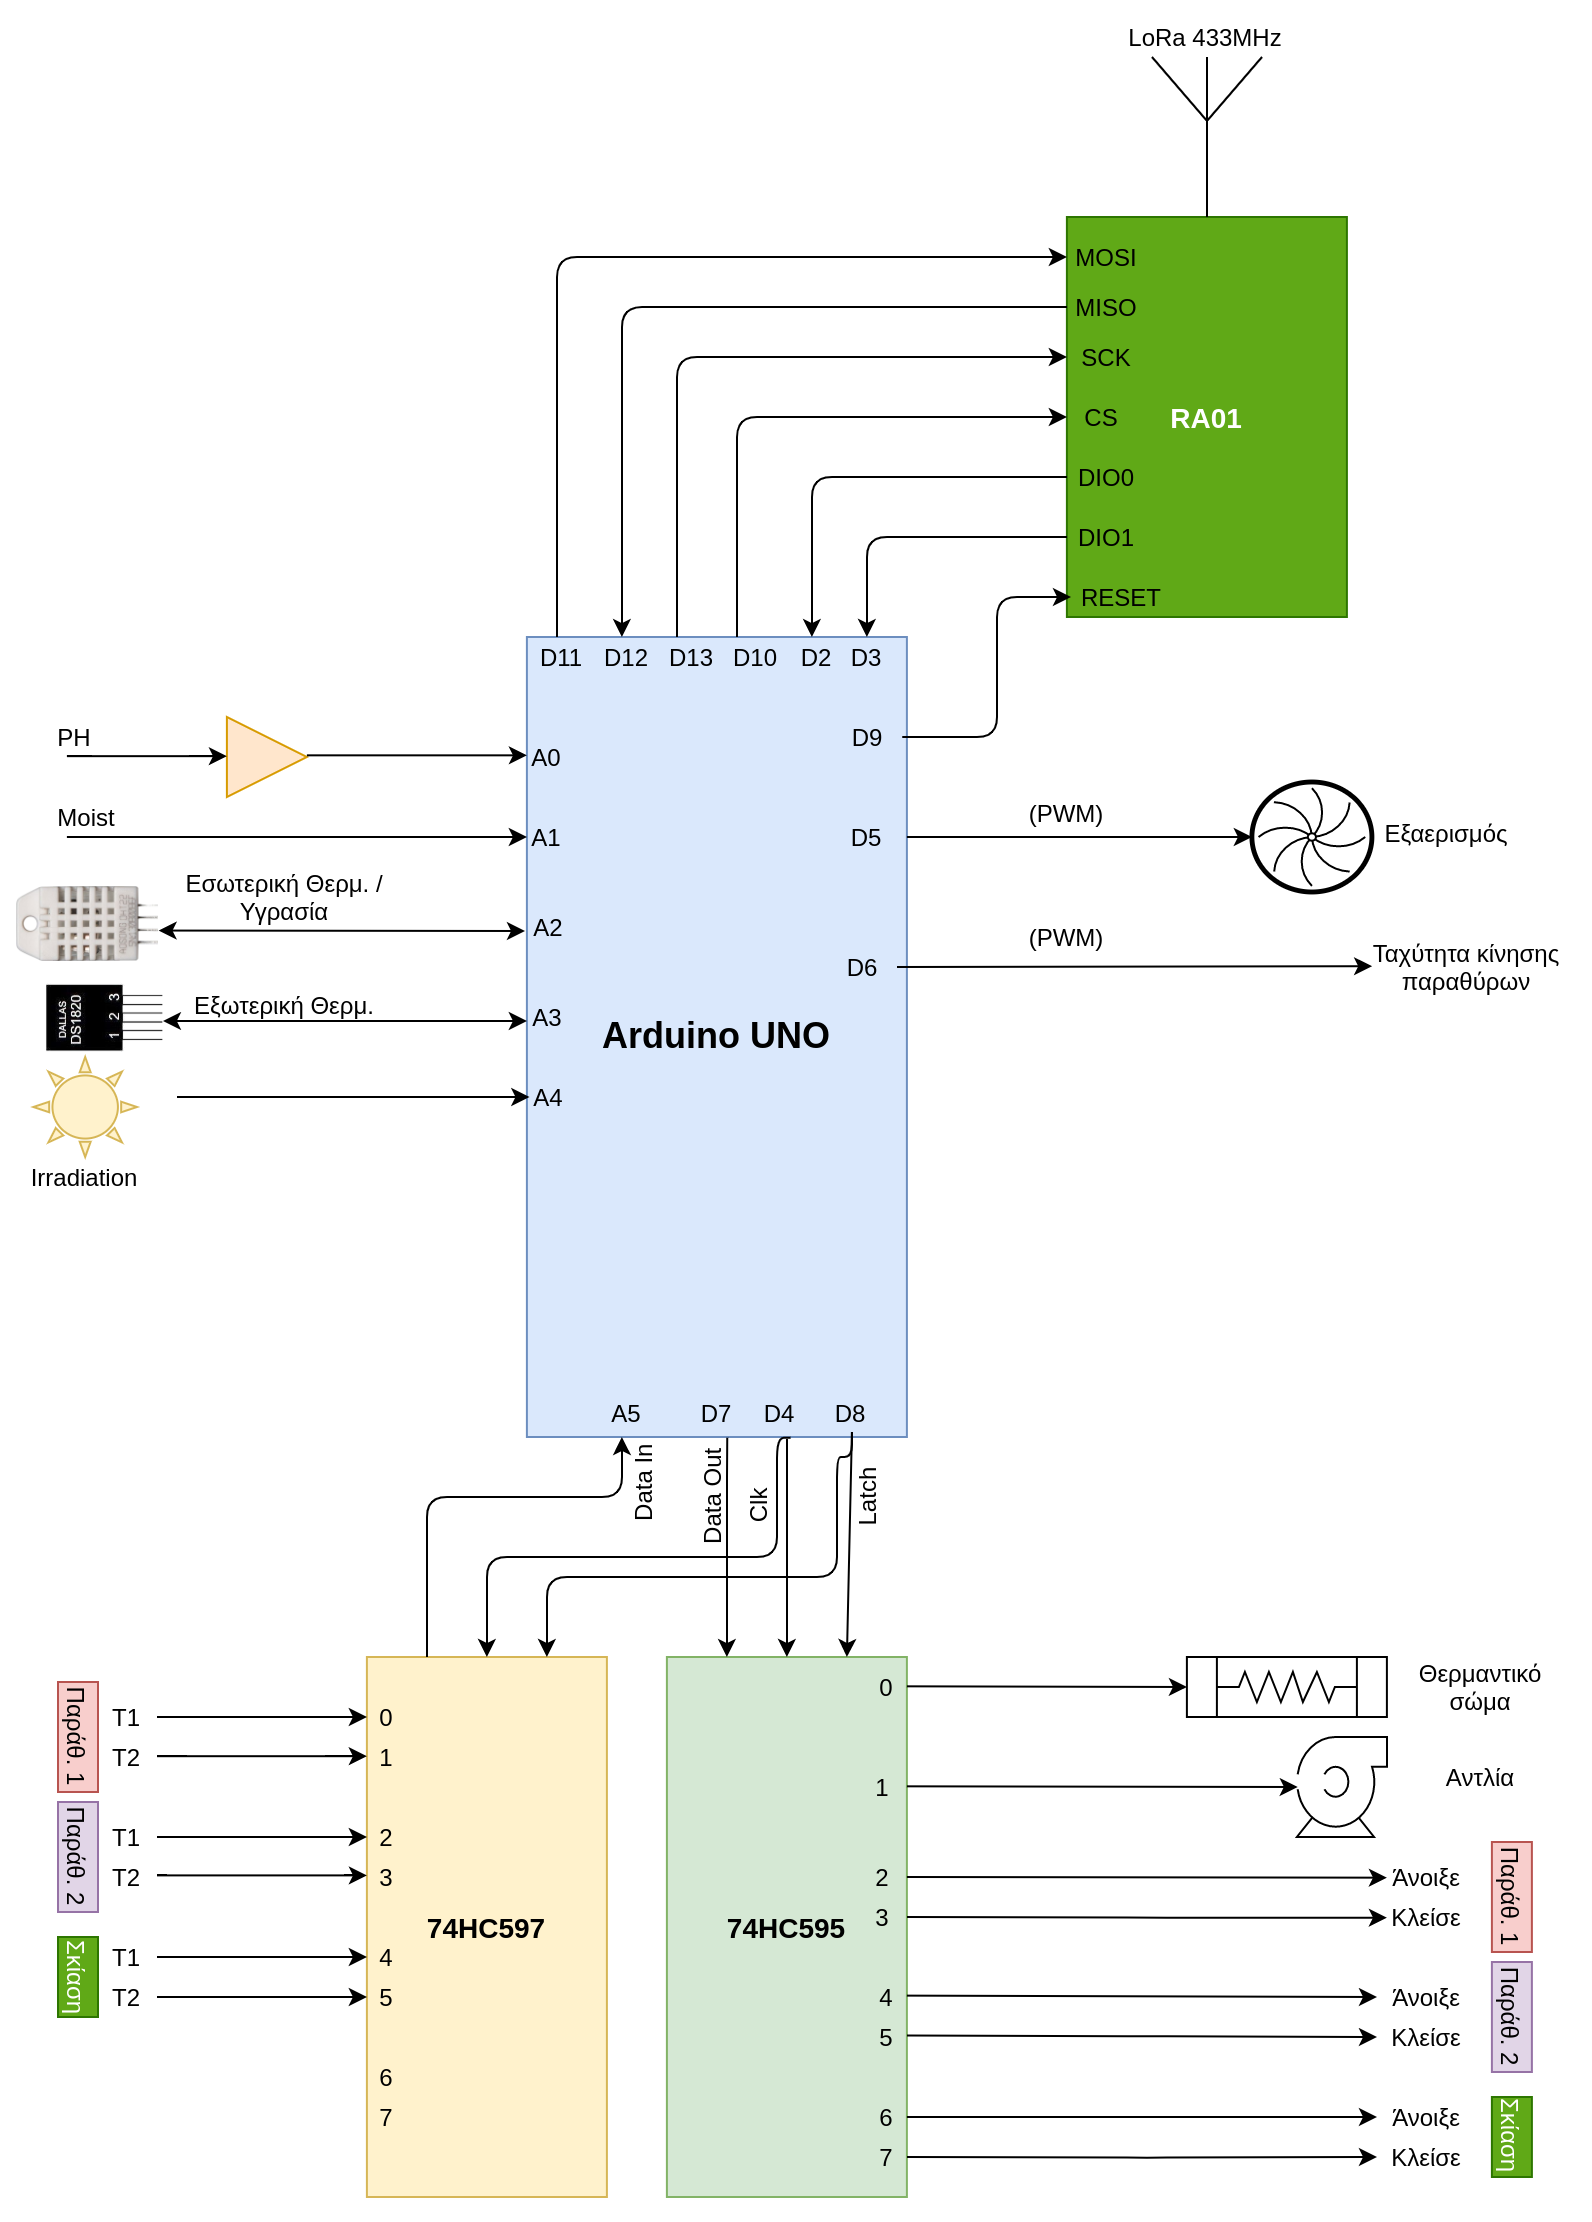 LoRa 433MHz
MOSI
MISO
SCK
CS
RA01
DIO0
DIO1
RESET
D11
D12
D13
D10
D2
D3
PH
D9
A0
Moist
A1
D5
(PWM)
Εξαερισμός
Εσωτερική Θερμ. /
Υγρασία
A2
D6
(PWM)
Ταχύτητα κίνησης
παραθύρων
DALLAS
DS1820
1 2 3
Εξωτερική Θερμ.
A3
Arduino UNO
A4
Irradiation
A5
D7
D4
D8
Data In
Data Out
Clk
Latch
Παράθ. 1
T1
T2
Παράθ. 2
T1
T2
Σκίαση
T1
T2
0
1
2
3
74HC597
4
5
6
7
74HC595
0
1
2
3
4
5
6
7
Θερμαντικό
σώμα
Αντλία
Άνοιξε
Κλείσε
Παράθ. 1
Άνοιξε
Κλείσε
Παράθ. 2
Άνοιξε
Κλείσε
Σκίαση